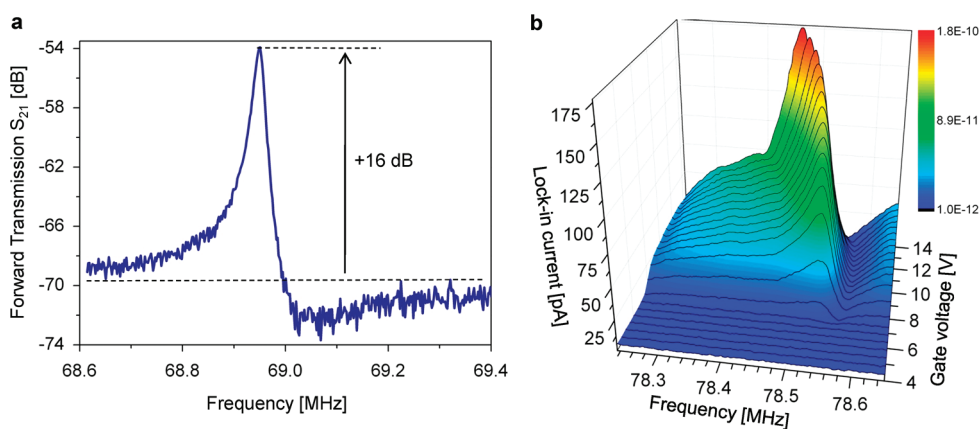 a
Forward Transmission S21 [dB]
-54
-58
-62
-66
-70
-74
+16 dB
68.6 68.8 69.0 69.2 69.4
Frequency [MHz]
b
Lock-in current [pA]
175
150
125
100
75
50
25
78.3 78.4 78.5 78.6
Frequency [MHz]
14
12
10
8
6
4
Gate voltage [V]
1.8E-10
8.9E-11
1.0E-12